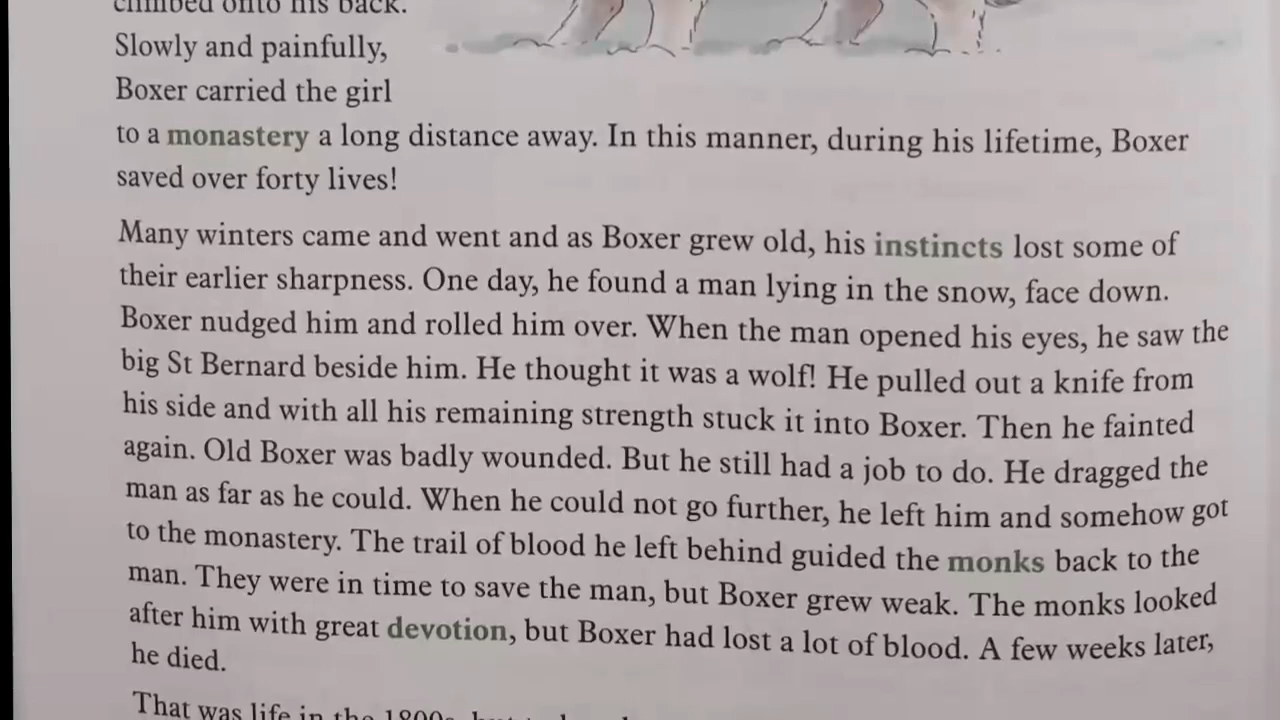 climbed onto his back.
Slowly and painfully,
Boxer carried the girl
to a monastery a long distance away. In this manner, during his lifetime, Boxer
saved over forty lives!
Many winters came and went and as Boxer grew old, his instincts lost some of
their earlier sharpness. One day, he found a man lying in the snow, face down.
Boxer nudged him and rolled him over. When the man opened his eyes, he saw the
big St Bernard beside him. He thought it was a wolf! He pulled out a knife from
his side and with all his remaining strength stuck it into Boxer. Then he fainted
again. Old Boxer was badly wounded. But he still had a job to do. He dragged the
man as far as he could. When he could not go further, he left him and somehow got
to the monastery. The trail of blood he left behind guided the monks back to the
man. They were in time to save the man, but Boxer grew weak. The monks looked
after him with great devotion, but Boxer had lost a lot of blood. A few weeks later,
he died.
That was life in the 1800s, but